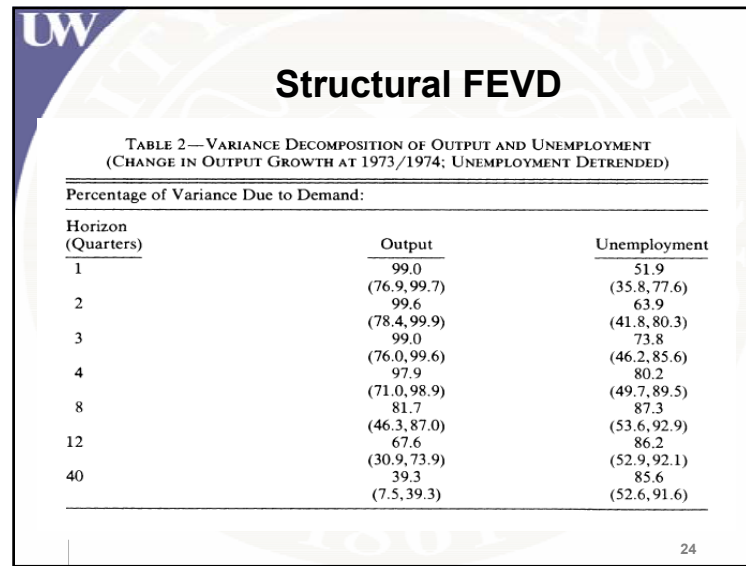 UW
Structural FEVD
TABLE 2—VARIANCE DECOMPOSITION OF OUTPUT AND UNEMPLOYMENT
(CHANGE IN OUTPUT GROWTH AT 1973/1974; UNEMPLOYMENT DETRENDED)
Percentage of Variance Due to Demand:
Horizon
(Quarters) Output Unemployment
1 99.0 51.9
(76.9, 99.7) (35.8, 77.6)
2 99.6 63.9
(78.4, 99.9) (41.8, 80.3)
3 99.0 73.8
(76.0, 99.6) (46.2, 85.6)
4 97.9 80.2
(71.0, 98.9) (49.7, 89.5)
8 81.7 87.3
(46.3, 87.0) (53.6, 92.9)
12 67.6 86.2
(30.9, 73.9) (52.9, 92.1)
40 39.3 85.6
(7.5, 39.3) (52.6, 91.6)
24